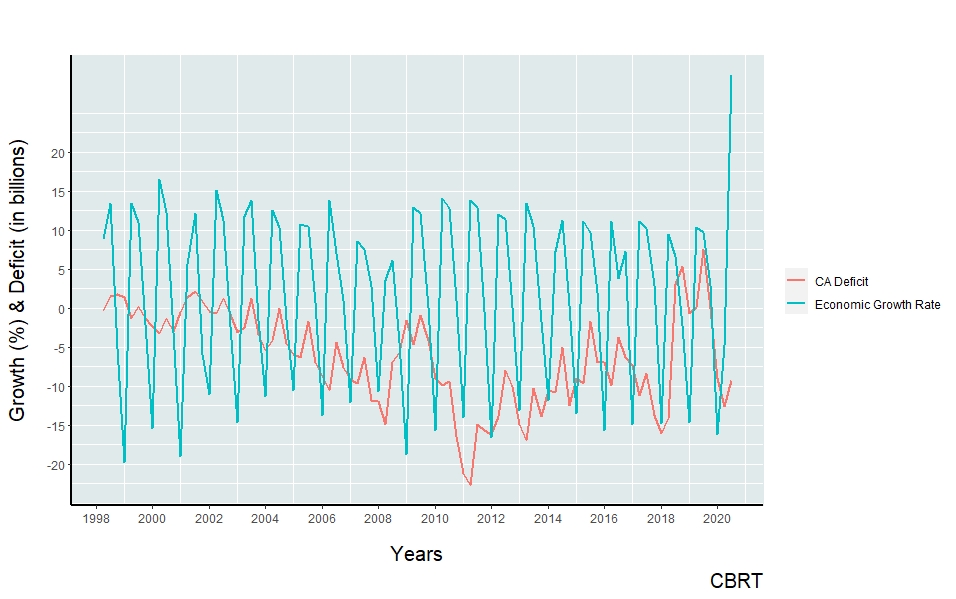 Growth (%) & Deficit (in billions)
20
15
10
5
0
-5
-10
-15
-20
1998 2000 2002 2004 2006 2008 2010 2012 2014 2016 2018 2020
Years
CBRT
CA Deficit
Economic Growth Rate